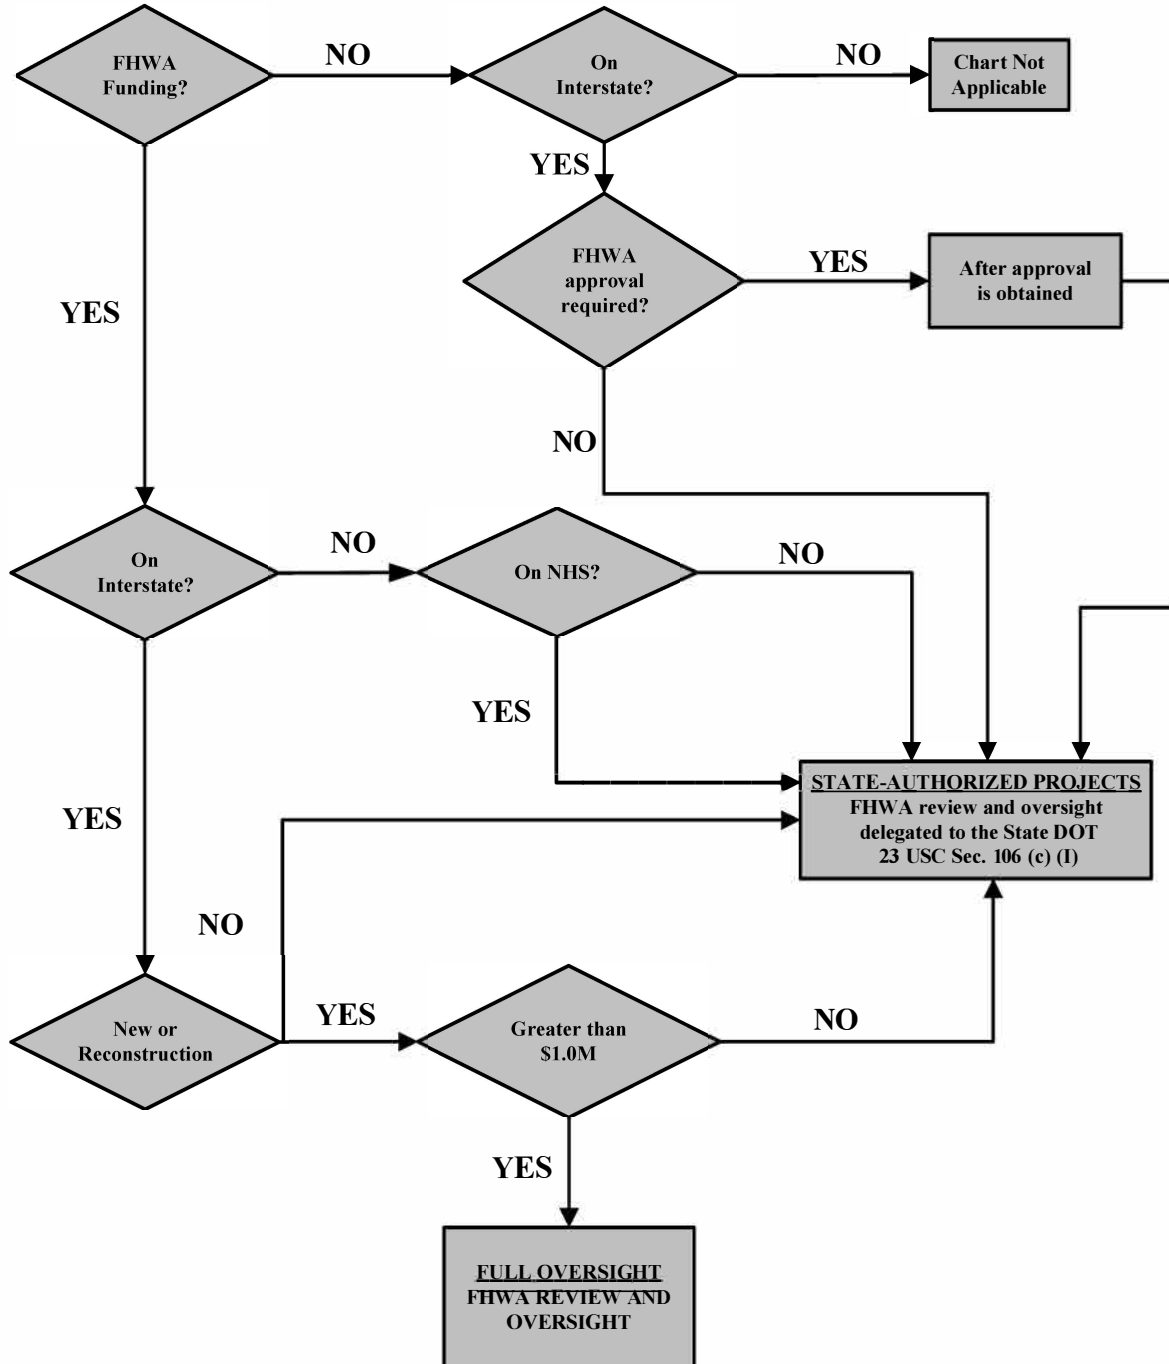 FHWA
Funding?
NO
On
Interstate?
NO
Chart Not
Applicable
YES
FHWA
approval
required?
YES
After approval
is obtained
YES
NO
On
Interstate?
NO
On NHS?
NO
YES
STATE-AUTHORIZED PROJECTS
FHWA review and oversight
delegated to the State DOT
23 USC Sec. 106 (c) (I)
YES
NO
New or
Reconstruction
YES
Greater than
$1.0M
NO
YES
FULL OVERSIGHT
FHWA REVIEW AND
OVERSIGHT